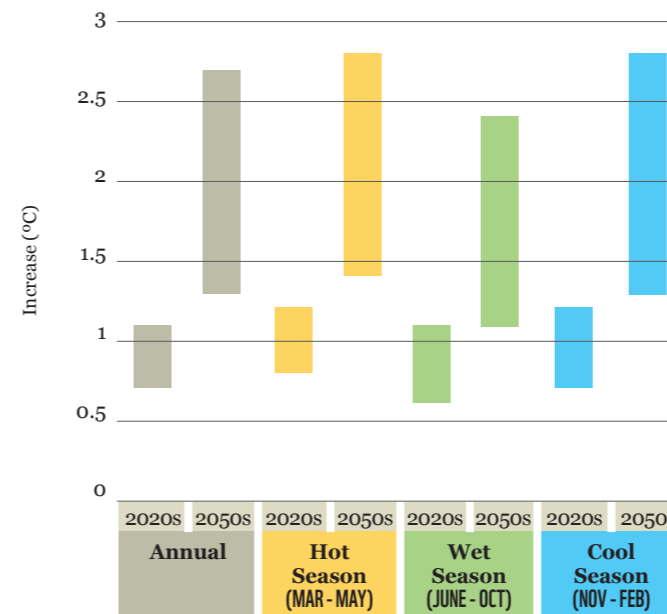 3
2.5
2
1.5
1
0.5
0
Increase (ºC)
2020s 2050s 2020s 2050s 2020s 2050s 2020s 2050
Annual
Hot
Season
(MAR - MAY)
Wet
Season
(JUNE - OCT)
Cool
Season
(NOV - FEB)